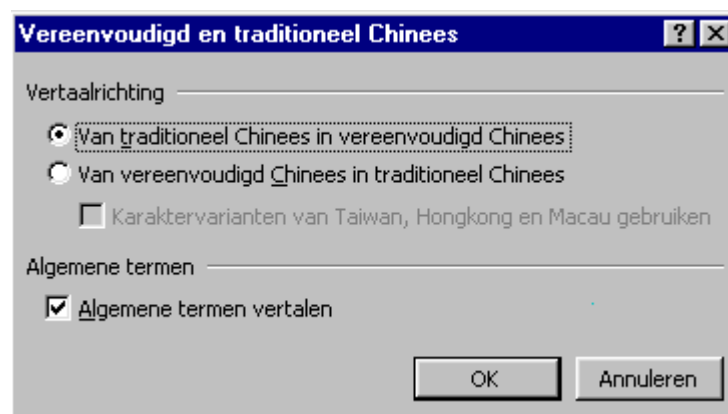 Vereenvoudigd en traditioneel Chinees
Vertaalrichting
Van traditioneel Chinees in vereenvoudigd Chinees
Van vereenvoudigd Chinees in traditioneel Chinees
Karaktervarianten van Taiwan, Hongkong en Macau gebruiken
Algemene termen
Algemene termen vertalen
OK Annuleren